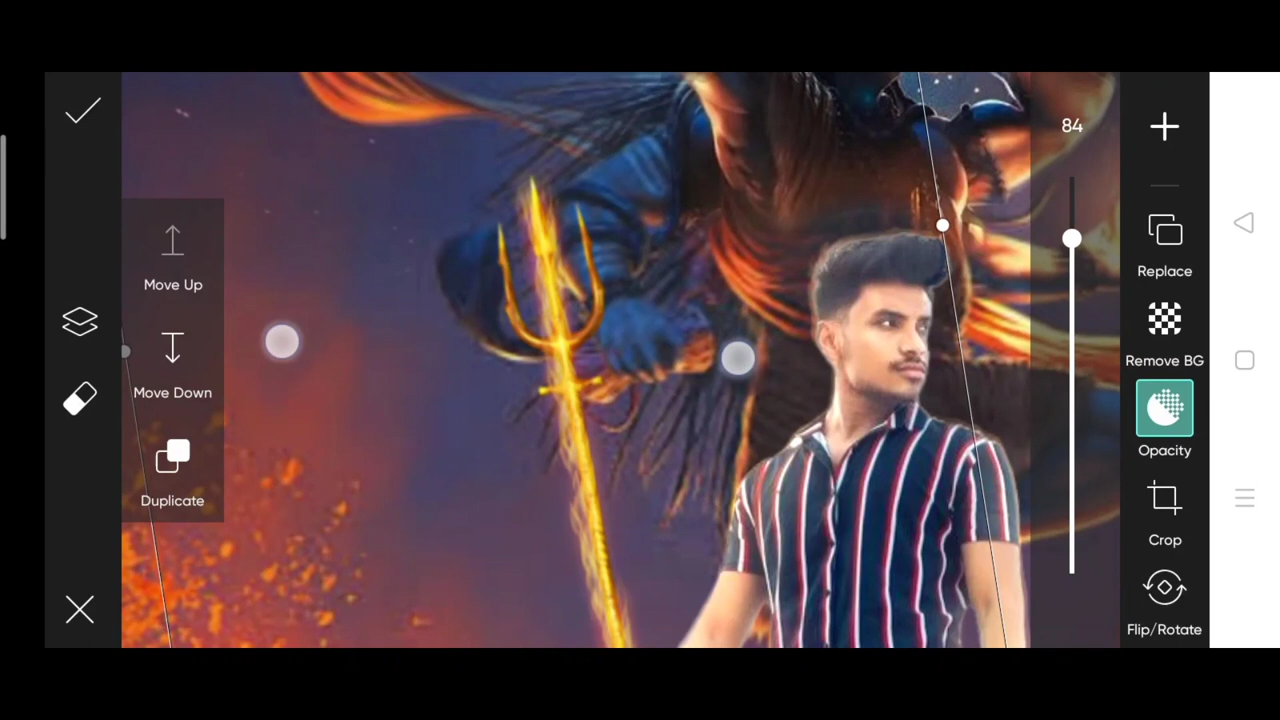 Move Up
Move Down
Duplicate
84
Replace
Remove BG
Opacity
Crop
Flip/Rotate